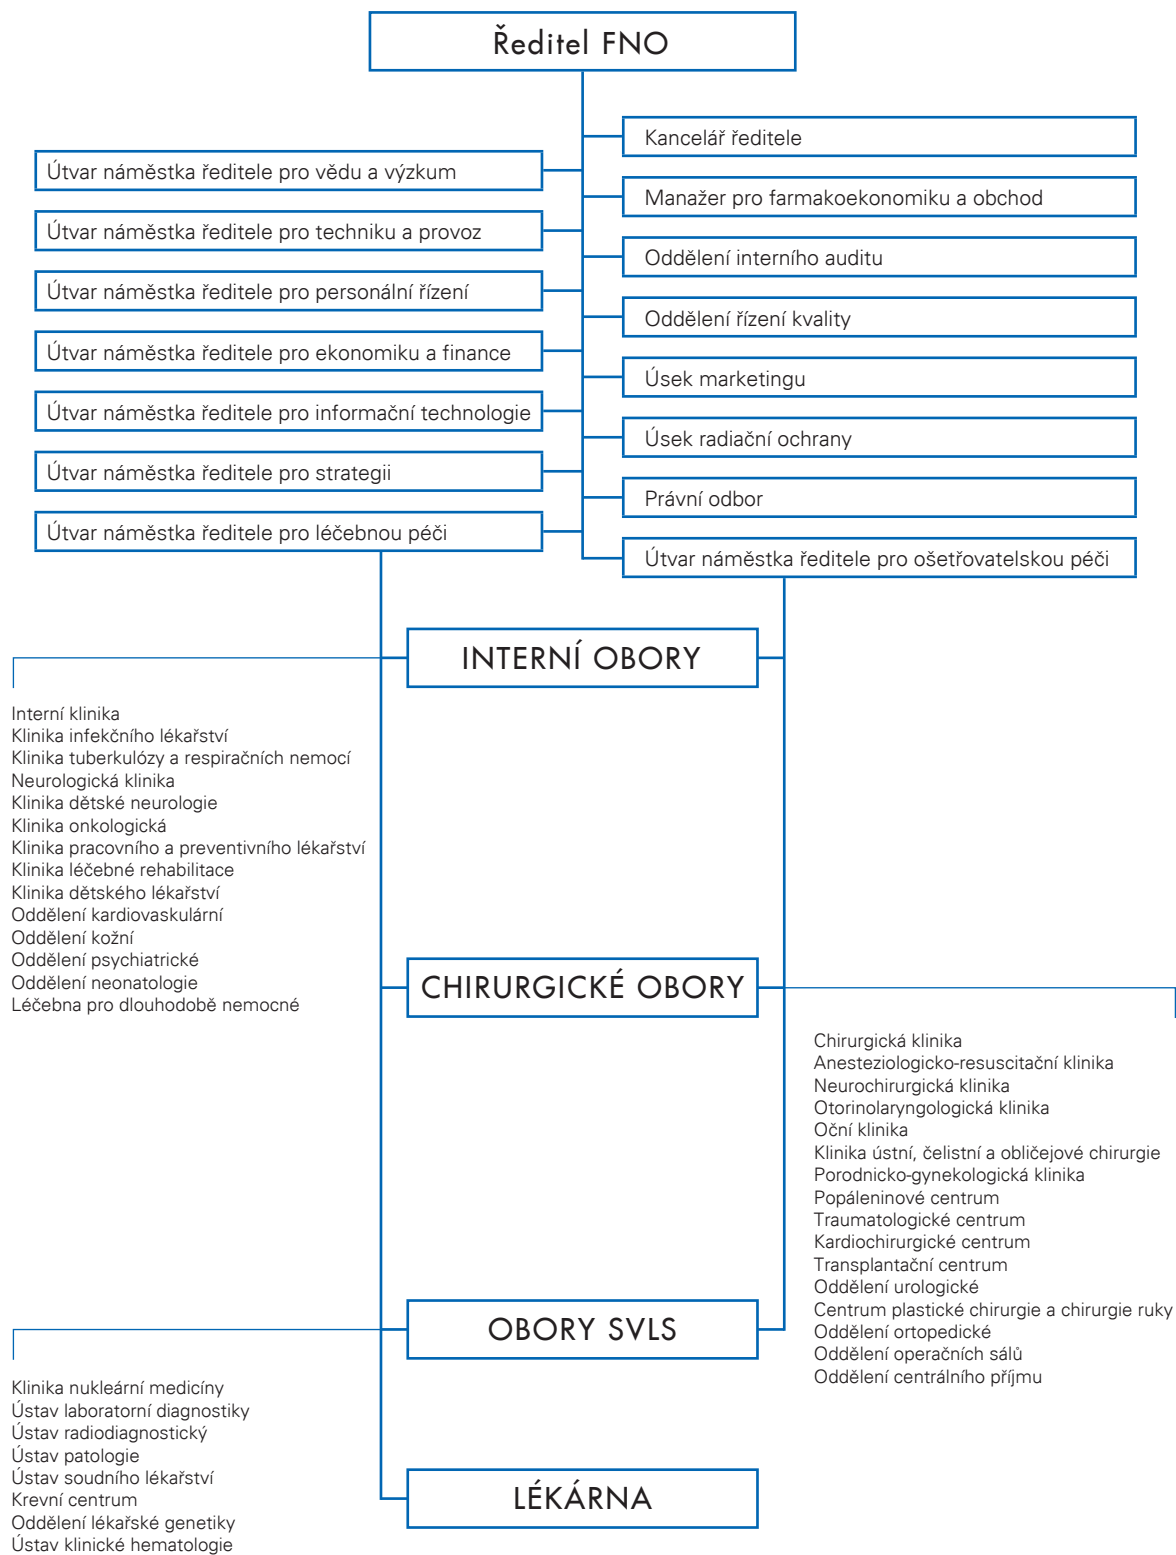 Ředitel FNO
Kancelář ředitele
Útvar náměstka ředitele pro vědu a výzkum
Manažer pro farmakoekonomiku a obchod
Útvar náměstka ředitele pro techniku a provoz
Oddělení interního auditu
Útvar náměstka ředitele pro personální řízení
Oddělení řízení kvality
Útvar náměstka ředitele pro ekonomiku a finance
Úsek marketingu
Útvar náměstka ředitele pro informační technologie
Úsek radiační ochrany
Útvar náměstka ředitele pro strategii
Právní odbor
Útvar náměstka ředitele pro léčebnou péči
Útvar náměstka ředitele pro ošetřovatelskou péči
INTERNÍ OBORY
Interní klinika
Klinika infekčního lékařství
Klinika tuberkulózy a respiračních nemocí
Neurologická klinika
Klinika dětské neurologie
Klinika onkologická
Klinika pracovního a preventivního lékařství
Klinika léčebné rehabilitace
Klinika dětského lékařství
Oddělení kardiovaskulární
Oddělení kožní
Oddělení psychiatrické
Oddělení neonatologie
Léčebna pro dlouhodobě nemocné
CHIRURGICKÉ OBORY
Chirurgická klinika
Anesteziologicko-resuscitační klinika
Neurochirurgická klinika
Otorinolaryngologická klinika
Oční klinika
Klinika ústní, čelistní a obličejové chirurgie
Porodnicko-gynekologická klinika
Popáleninové centrum
Traumatologické centrum
Kardiochirurgické centrum
Transplantační centrum
Oddělení urologické
Centrum plastické chirurgie a chirurgie ruky
Oddělení ortopedické
Oddělení operačních sálů
Oddělení centrálního příjmu
OBORY SVLS
Klinika nukleární medicíny
Ústav laboratorní diagnostiky
Ústav radiodiagnostický
Ústav patologie
Ústav soudního lékařství
Krevní centrum
Oddělení lékařské genetiky
Ústav klinické hematologie
LÉKÁRNA